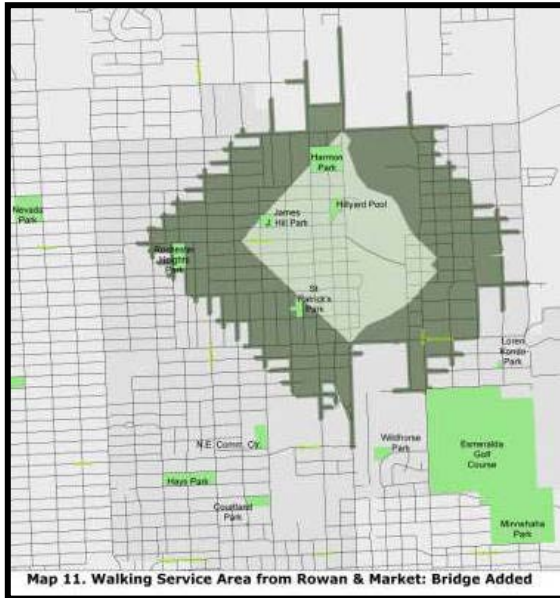 Harmon
Park
Nevada
Park
James
J. Hill Park
Hillyard Pool
Rochester
Heights
Park
St
Patrick's
Park
Loren
Kondo
Park
N.E. Comm. Ctr.
Wildhorse
Park
Esmeralda
Golf
Course
Hays Park
Courtland
Park
Minnehaha
Park
Map 11. Walking Service Area from Rowan & Market: Bridge Added